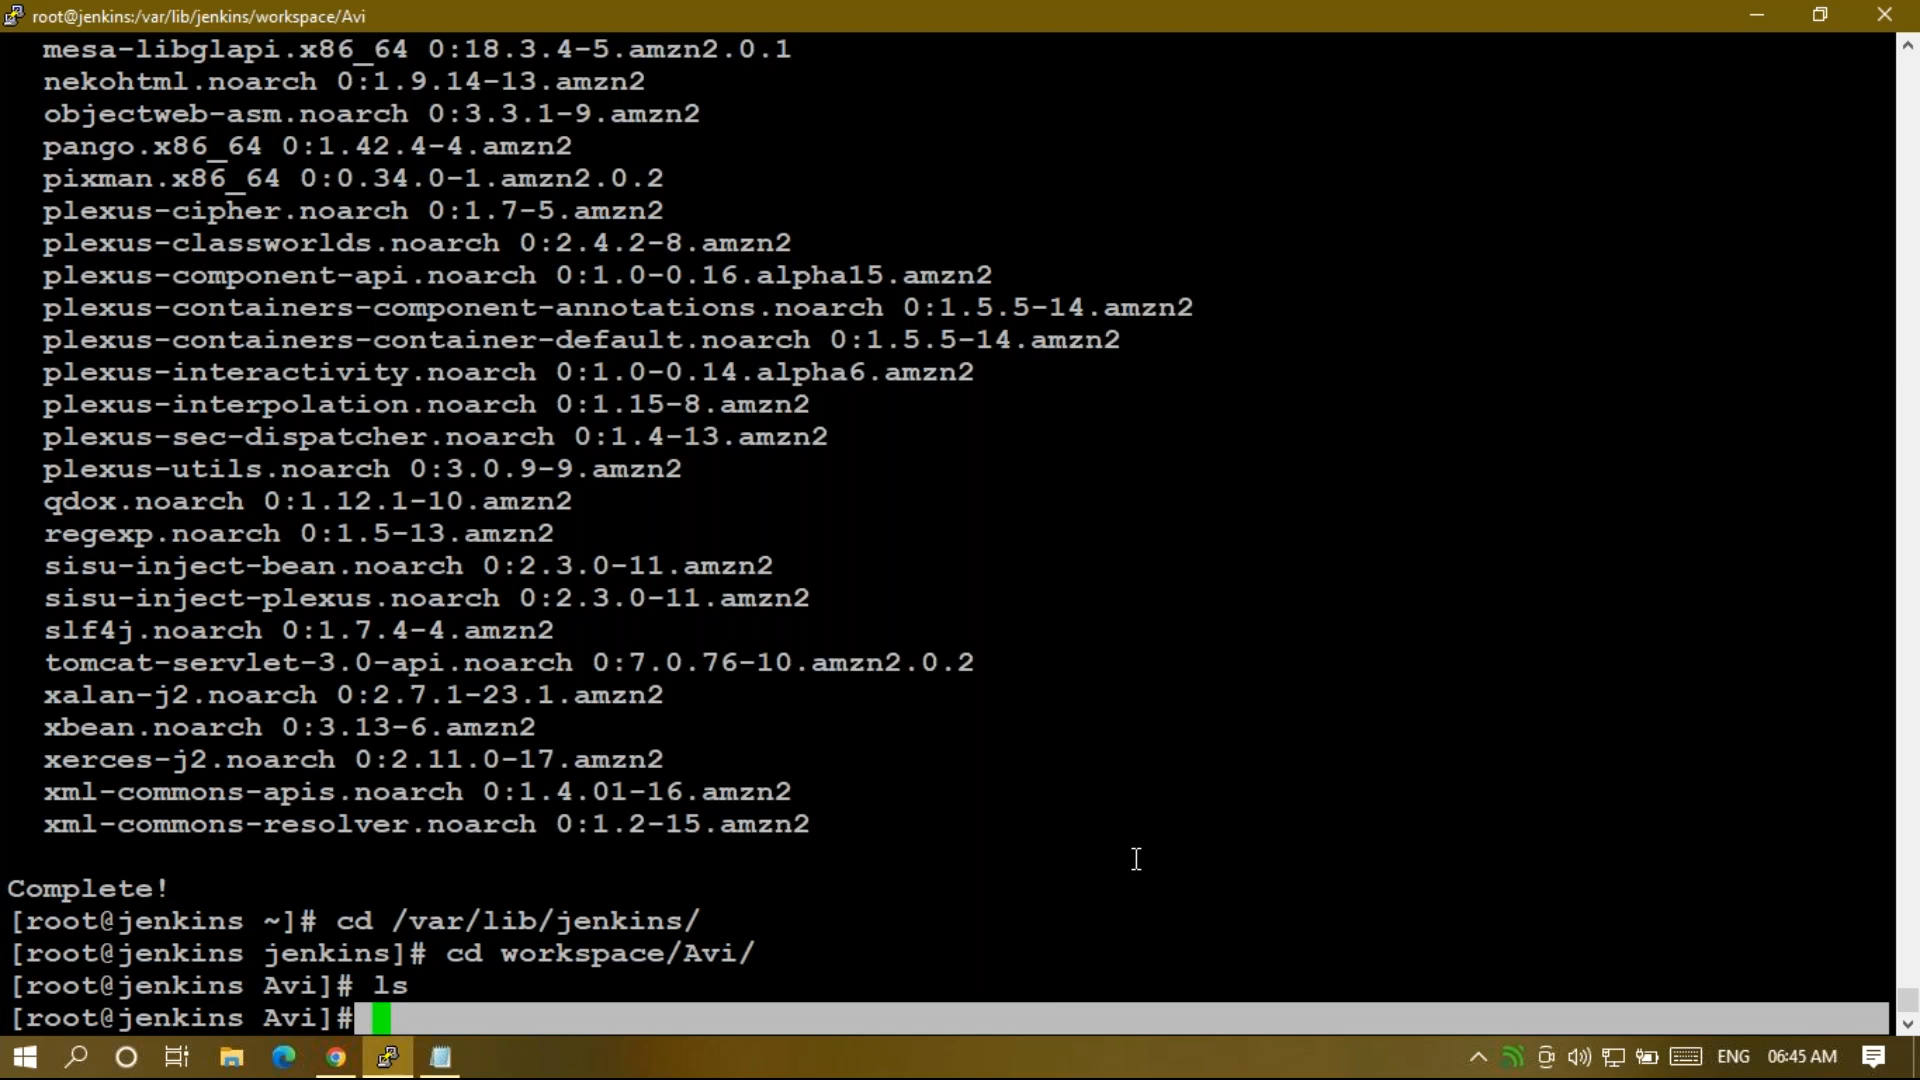 root@jenkins:/var/lib/jenkins/workspace/Avi
mesa-libglapi.x86_64 0:18.3.4-5.amzn2.0.1
nekohtml.noarch 0:1.9.14-13.amzn2
objectweb-asm.noarch 0:3.3.1-9.amzn2
pango.x86_64 0:1.42.4-4.amzn2
pixman.x86_64 0:0.34.0-1.amzn2.0.2
plexus-cipher.noarch 0:1.7-5.amzn2
plexus-classworlds.noarch 0:2.4.2-8.amzn2
plexus-component-api.noarch 0:1.0-0.16.alpha15.amzn2
plexus-containers-component-annotations.noarch 0:1.5.5-14.amzn2
plexus-containers-container-default.noarch 0:1.5.5-14.amzn2
plexus-interactivity.noarch 0:1.0-0.14.alpha6.amzn2
plexus-interpolation.noarch 0:1.15-8.amzn2
plexus-sec-dispatcher.noarch 0:1.4-13.amzn2
plexus-utils.noarch 0:3.0.9-9.amzn2
qdox.noarch 0:1.12.1-10.amzn2
regexp.noarch 0:1.5-13.amzn2
sisu-inject-bean.noarch 0:2.3.0-11.amzn2
sisu-inject-plexus.noarch 0:2.3.0-11.amzn2
slf4j.noarch 0:1.7.4-4.amzn2
tomcat-servlet-3.0-api.noarch 0:7.0.76-10.amzn2.0.2
xalan-j2.noarch 0:2.7.1-23.1.amzn2
xbean.noarch 0:3.13-6.amzn2
xerces-j2.noarch 0:2.11.0-17.amzn2
xml-commons-apis.noarch 0:1.4.01-16.amzn2
xml-commons-resolver.noarch 0:1.2-15.amzn2
Complete!
[root@jenkins ~]# cd /var/lib/jenkins/
[root@jenkins jenkins]# cd workspace/Avi/
[root@jenkins Avi]# ls
[root@jenkins Avi]#
ENG 06:45 AM